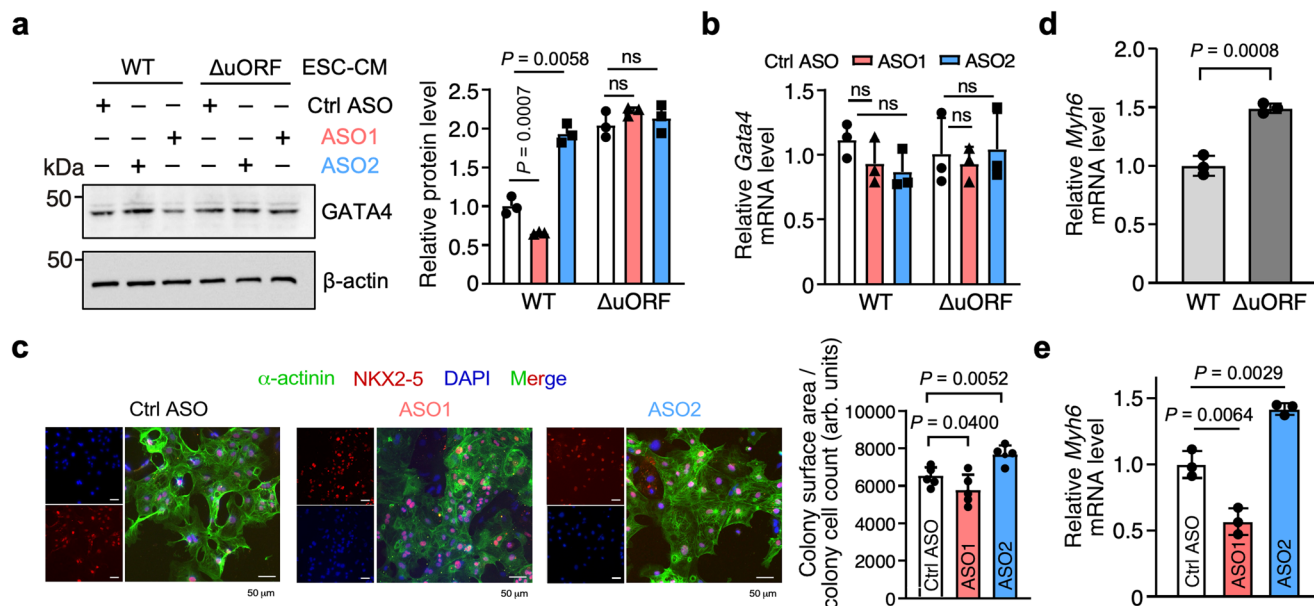 a
WT ΔuORF ESC-CM
+ – – + – – Ctrl ASO
– – + – – + ASO1
– + – – + – ASO2
kDa
50
GATA4
50
β-actin
Relative protein level
2.5
2.0
1.5
1.0
0.5
0
P = 0.0058
P = 0.0007
ns
ns
WT ΔuORF
b
Ctrl ASO ASO1 ASO2
Relative Gata4
mRNA level
1.5
1.0
0.5
0
ns
ns
ns
ns
WT ΔuORF
d
Relative Myh6
mRNA level
2.0
1.5
1.0
0.5
0
P = 0.0008
WT ΔuORF
c
α-actinin NKX2-5 DAPI Merge
Ctrl ASO ASO1 ASO2
50 µm 50 µm 50 µm
Colony surface area /
colony cell count (arb. units)
10000
8000
6000
4000
2000
0
P = 0.0052
P = 0.0400
Ctrl ASO
ASO1
ASO2
e
Relative Myh6
mRNA level
1.5
1.0
0.5
0
P = 0.0029
P = 0.0064
Ctrl ASO
ASO1
ASO2